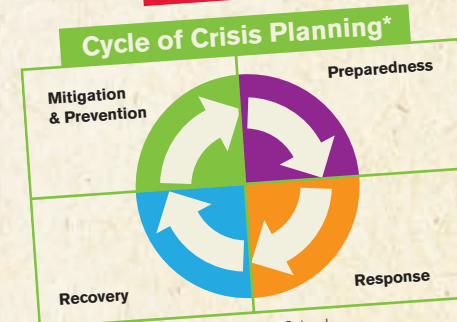 Cycle of Crisis Planning*
Preparedness
Mitigation
& Prevention
Response
Recovery